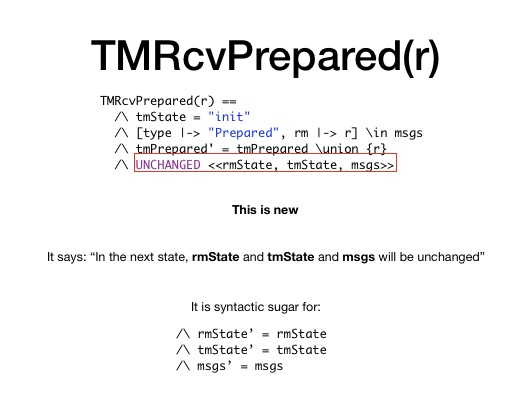 TMRcvPrepared(r)
TMRcvPrepared(r) ==
/\ tmState = "init"
/\ [type |-> "Prepared", rm |-> r] \in msgs
/\ tmPrepared' = tmPrepared \union {r}
/\ UNCHANGED <<rmState, tmState, msgs>>
This is new
It says: “In the next state, rmState and tmState and msgs will be unchanged”
It is syntactic sugar for:
/\ rmState’ = rmState
/\ tmState’ = tmState
/\ msgs’ = msgs